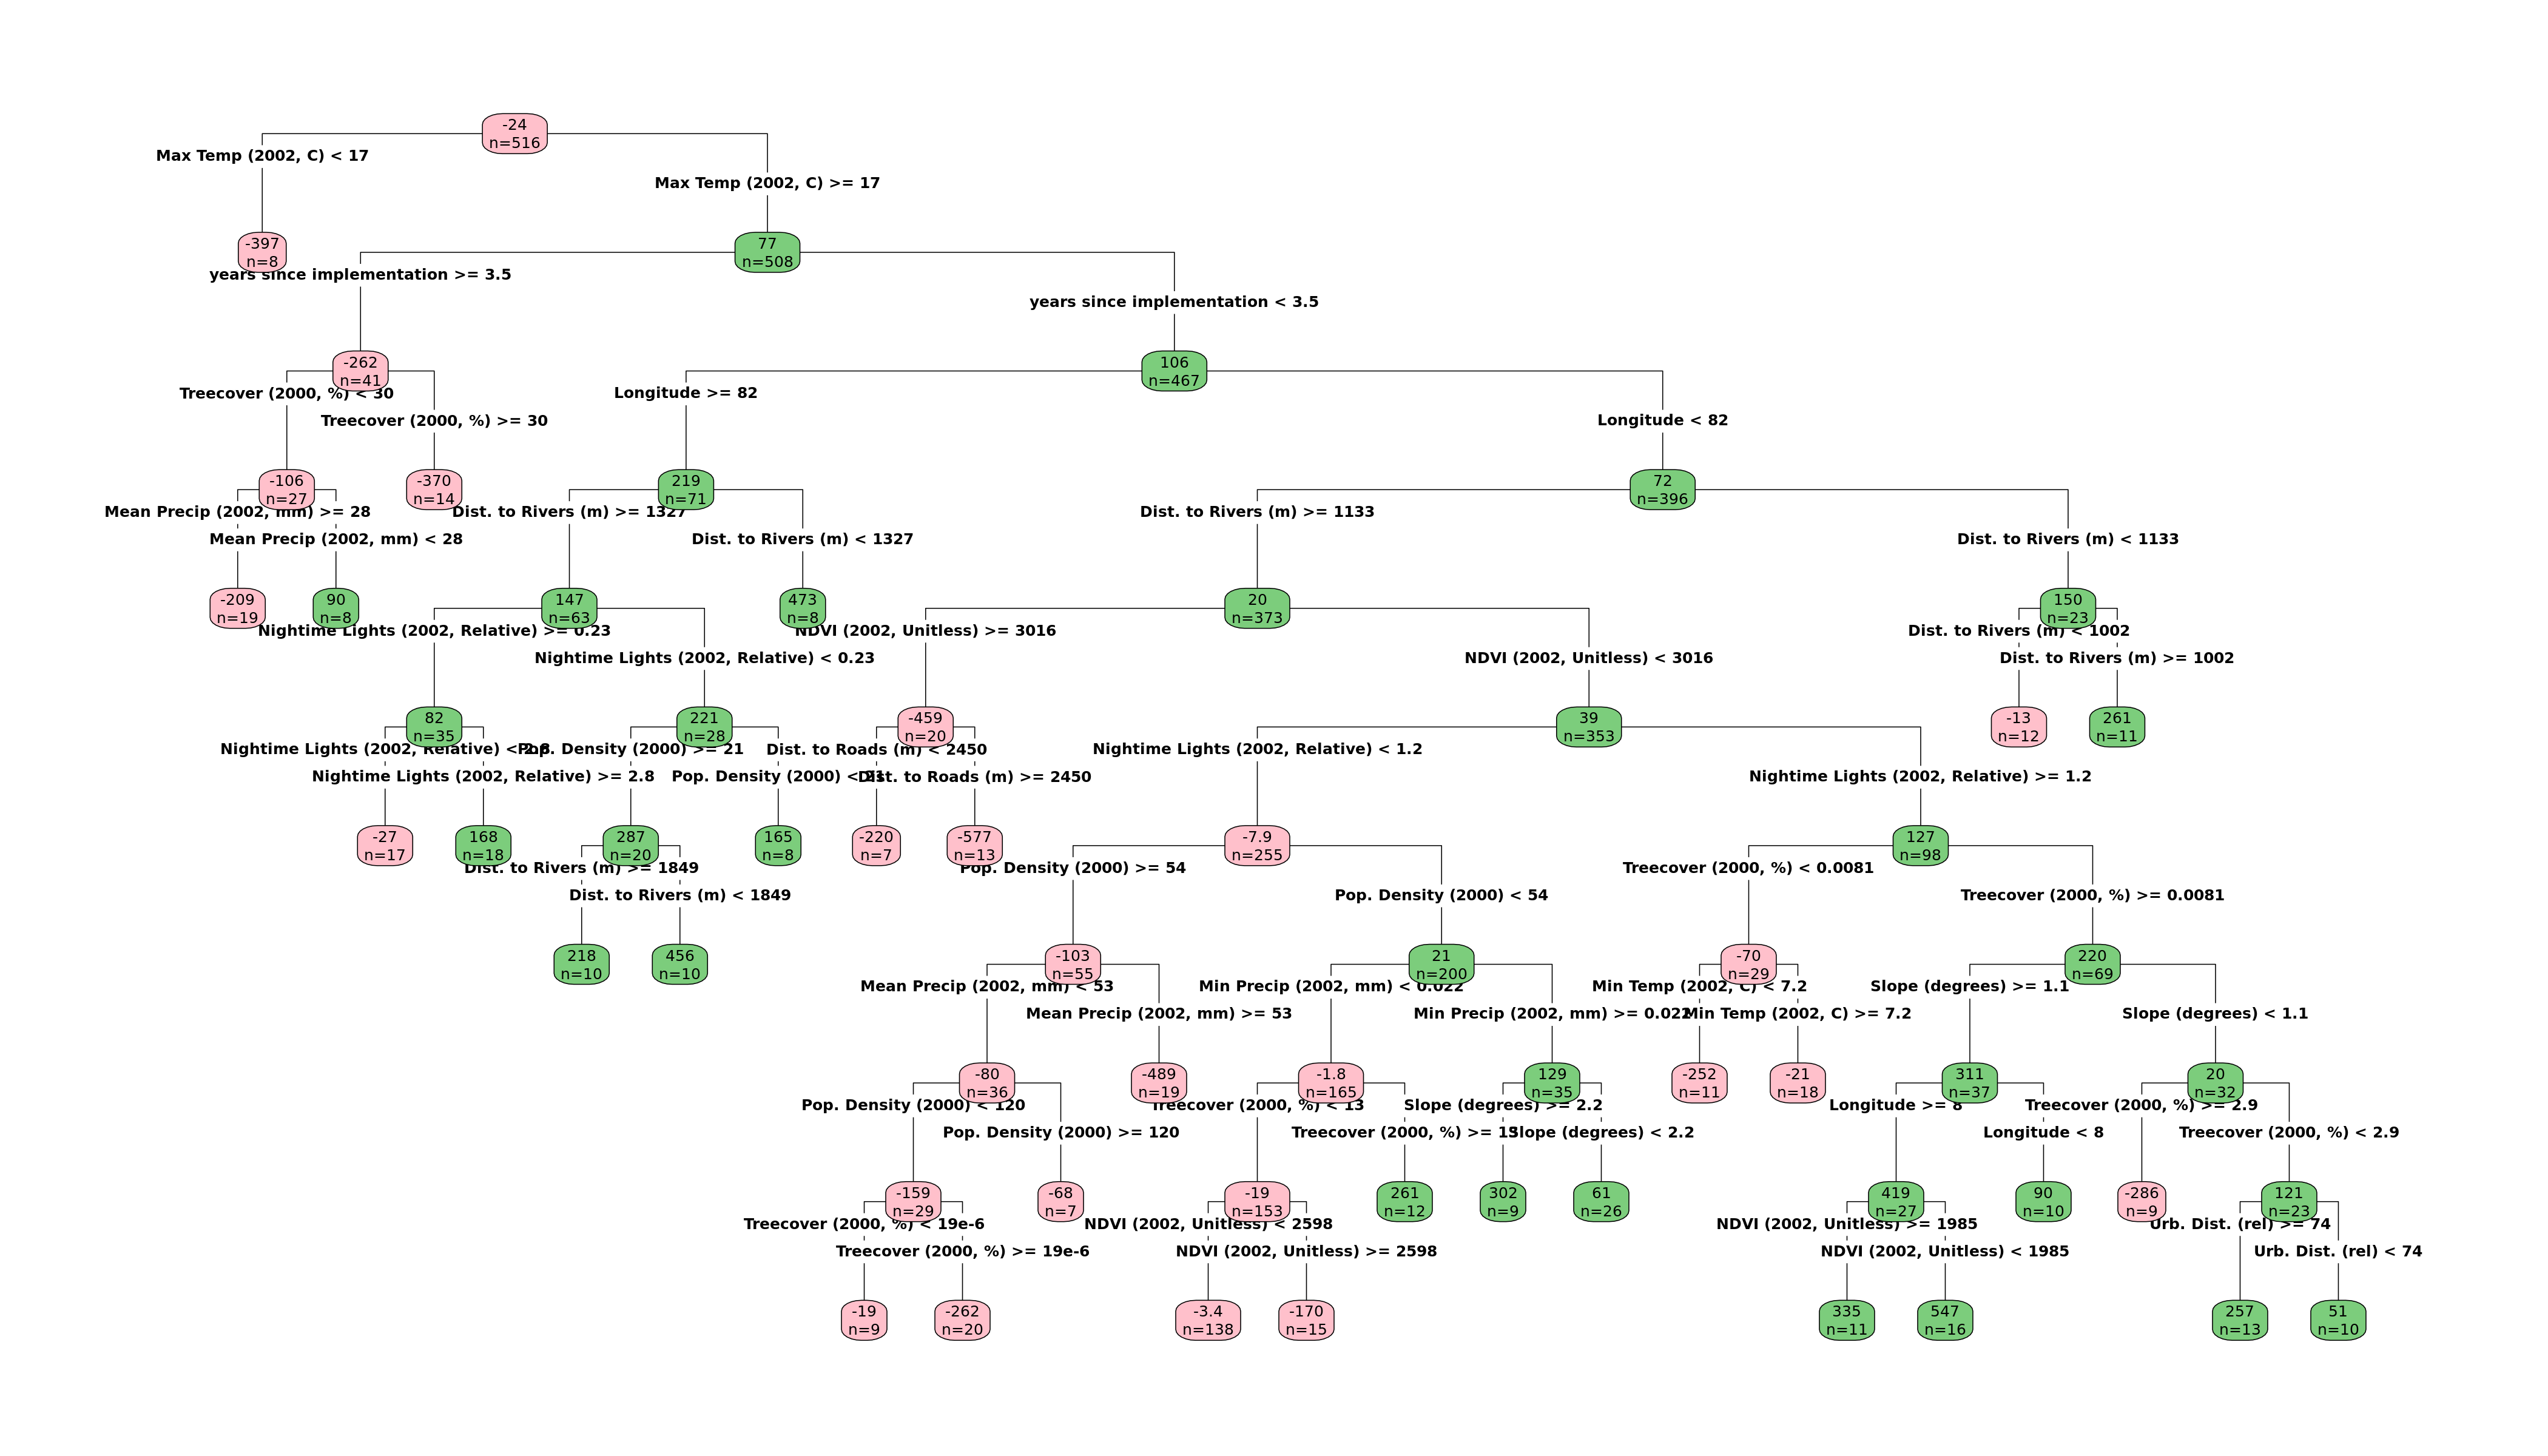 -24
n=516
Max Temp (2002, C) < 17
Max Temp (2002, C) >= 17
-397
n=8
77
n=508
years since implementation >= 3.5
years since implementation < 3.5
-262
n=41
106
n=467
Treecover (2000, %) < 30
Longitude >= 82
Treecover (2000, %) >= 30
Longitude < 82
-106
n=27
-370
n=14
219
n=71
72
n=396
Mean Precip (2002, mm) >= 28
Dist. to Rivers (m) >= 1327
Dist. to Rivers (m) >= 1133
Mean Precip (2002, mm) < 28
Dist. to Rivers (m) < 1327
Dist. to Rivers (m) < 1133
-209
n=19
90
n=8
147
n=63
473
n=8
20
n=373
150
n=23
Nightime Lights (2002, Relative) >= 0.23
NDVI (2002, Unitless) >= 3016
Dist. to Rivers (m) < 1002
Nightime Lights (2002, Relative) < 0.23
NDVI (2002, Unitless) < 3016
Dist. to Rivers (m) >= 1002
82
n=35
221
n=28
-459
n=20
39
n=353
-13
n=12
261
n=11
Nightime Lights (2002, Relative) < 2.8
Pop. Density (2000) >= 21
Dist. to Roads (m) < 2450
Nightime Lights (2002, Relative) < 1.2
Nightime Lights (2002, Relative) >= 2.8
Pop. Density (2000) < 21
Dist. to Roads (m) >= 2450
Nightime Lights (2002, Relative) >= 1.2
-27
n=17
168
n=18
287
n=20
165
n=8
-220
n=7
-577
n=13
-7.9
n=255
127
n=98
Dist. to Rivers (m) >= 1849
Pop. Density (2000) >= 54
Treecover (2000, %) < 0.0081
Dist. to Rivers (m) < 1849
Pop. Density (2000) < 54
Treecover (2000, %) >= 0.0081
218
n=10
456
n=10
-103
n=55
21
n=200
-70
n=29
220
n=69
Mean Precip (2002, mm) < 53
Min Precip (2002, mm) < 0.022
Min Temp (2002, C) < 7.2
Slope (degrees) >= 1.1
Mean Precip (2002, mm) >= 53
Min Precip (2002, mm) >= 0.022
Min Temp (2002, C) >= 7.2
Slope (degrees) < 1.1
-80
n=36
-489
n=19
-1.8
n=165
129
n=35
-252
n=11
-21
n=18
311
n=37
20
n=32
Pop. Density (2000) < 120
Treecover (2000, %) < 13
Slope (degrees) >= 2.2
Longitude >= 8
Treecover (2000, %) >= 2.9
Pop. Density (2000) >= 120
Treecover (2000, %) >= 13
Slope (degrees) < 2.2
Longitude < 8
Treecover (2000, %) < 2.9
-159
n=29
-68
n=7
-19
n=153
261
n=12
302
n=9
61
n=26
419
n=27
90
n=10
-286
n=9
121
n=23
Treecover (2000, %) < 19e-6
NDVI (2002, Unitless) < 2598
NDVI (2002, Unitless) >= 1985
Urb. Dist. (rel) >= 74
Treecover (2000, %) >= 19e-6
NDVI (2002, Unitless) >= 2598
NDVI (2002, Unitless) < 1985
Urb. Dist. (rel) < 74
-19
n=9
-262
n=20
-3.4
n=138
-170
n=15
335
n=11
547
n=16
257
n=13
51
n=10